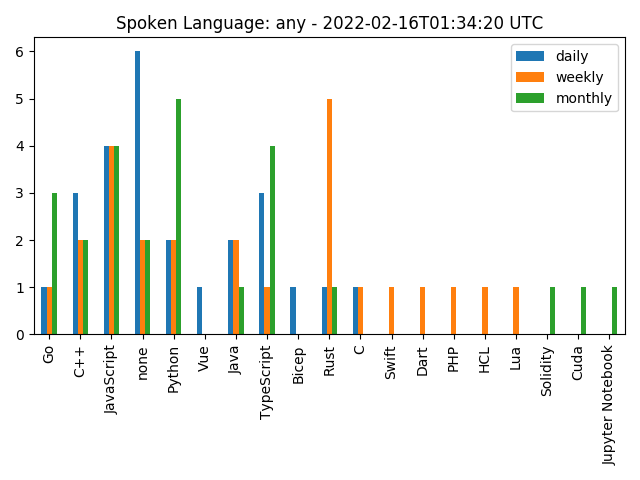 Spoken Language: any - 2022-02-16T01:34:20 UTC
daily
weekly
monthly
6
5
4
3
2
1
0
Go
C++
JavaScript
none
Python
Vue
Java
TypeScript
Bicep
Rust
C
Swift
Dart
PHP
HCL
Lua
Solidity
Cuda
Jupyter Notebook